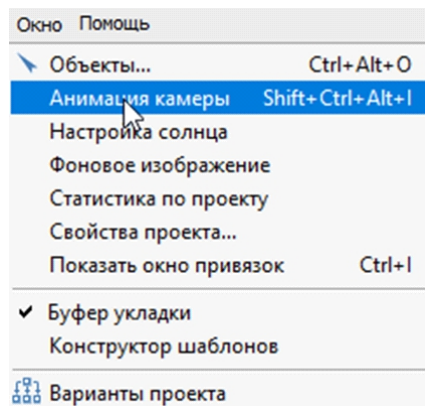 Окно Помощь
Объекты... Ctrl+Alt+O
Анимация камеры Shift+Ctrl+Alt+I
Настройка солнца
Фоновое изображение
Статистика по проекту
Свойства проекта...
Показать окно привязок Ctrl+I
Буфер укладки
Конструктор шаблонов
Варианты проекта